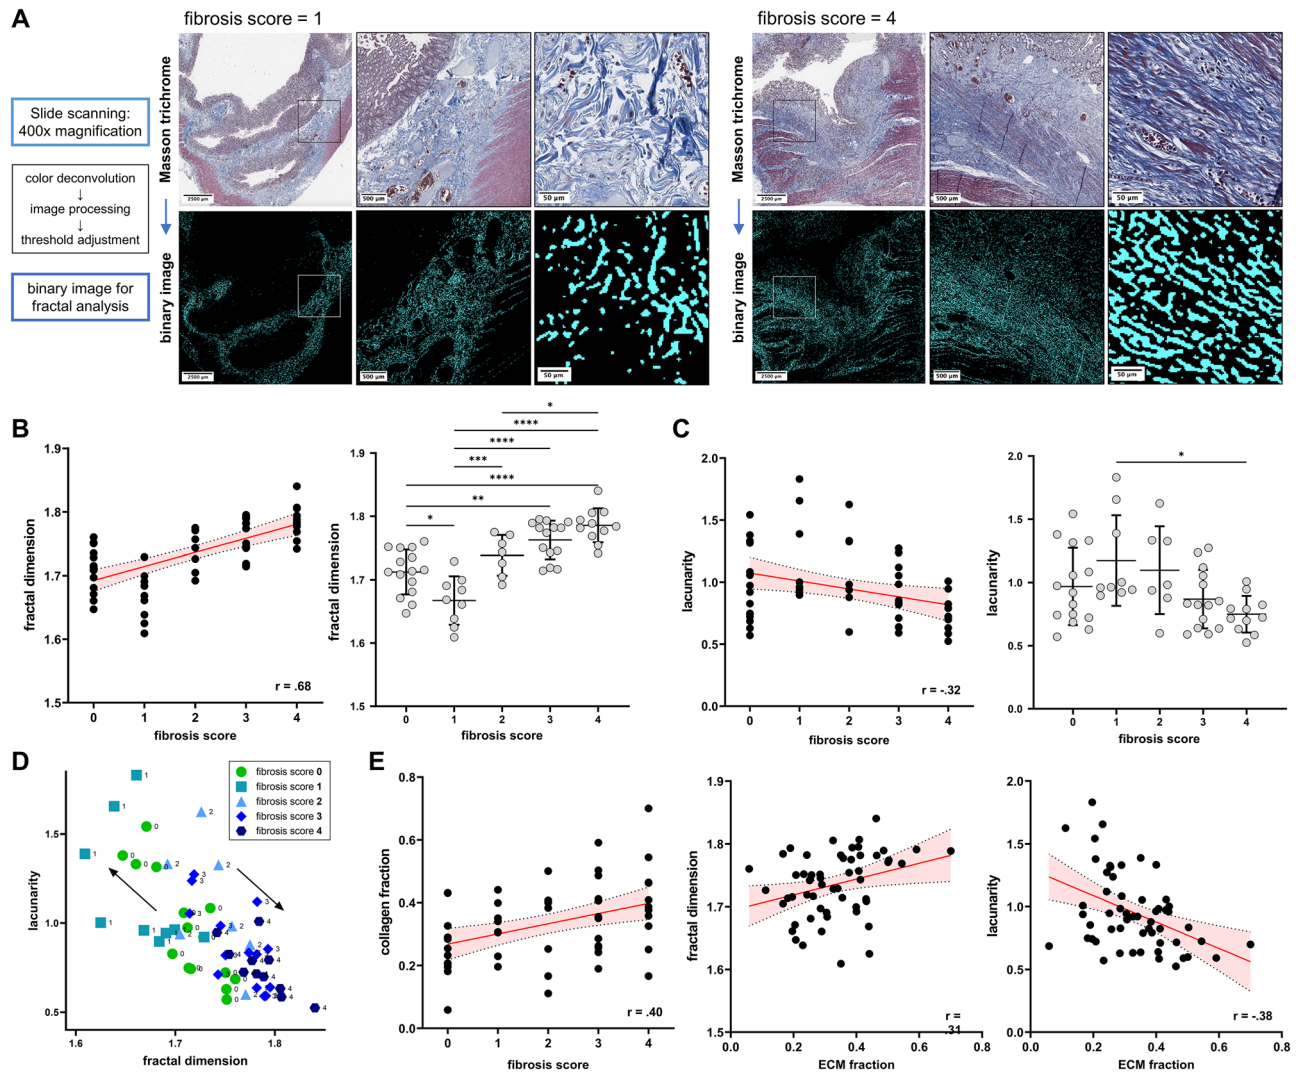 A
fibrosis score = 1
fibrosis score = 4
Slide scanning:
400x magnification
color deconvolution
↓
image processing
↓
threshold adjustment
binary image for
fractal analysis
Masson trichrome
binary image
2500 µm
500 µm
50 µm
2500 µm
500 µm
50 µm
Masson trichrome
binary image
2500 µm
500 µm
50 µm
2500 µm
500 µm
50 µm
B
fractal dimension
1.9
1.8
1.7
1.6
1.5
r = .68
0 1 2 3 4
fibrosis score
fractal dimension
1.9
1.8
1.7
1.6
1.5
*
****
****
***
****
**
*
0 1 2 3 4
fibrosis score
C
lacunarity
2.0
1.5
1.0
0.5
0.0
r = -.32
0 1 2 3 4
fibrosis score
lacunarity
2.0
1.5
1.0
0.5
0.0
*
0 1 2 3 4
fibrosis score
D
fibrosis score 0
fibrosis score 1
fibrosis score 2
fibrosis score 3
fibrosis score 4
lacunarity
1.5
1.0
0.5
1.6 1.7 1.8
fractal dimension
E
collagen fraction
0.8
0.6
0.4
0.2
0.0
r = .40
0 1 2 3 4
fibrosis score
fractal dimension
1.9
1.8
1.7
1.6
1.5
r =
.31
0.0 0.2 0.4 0.6 0.8
ECM fraction
lacunarity
2.0
1.5
1.0
0.5
0.0
r = -.38
0.0 0.2 0.4 0.6 0.8
ECM fraction